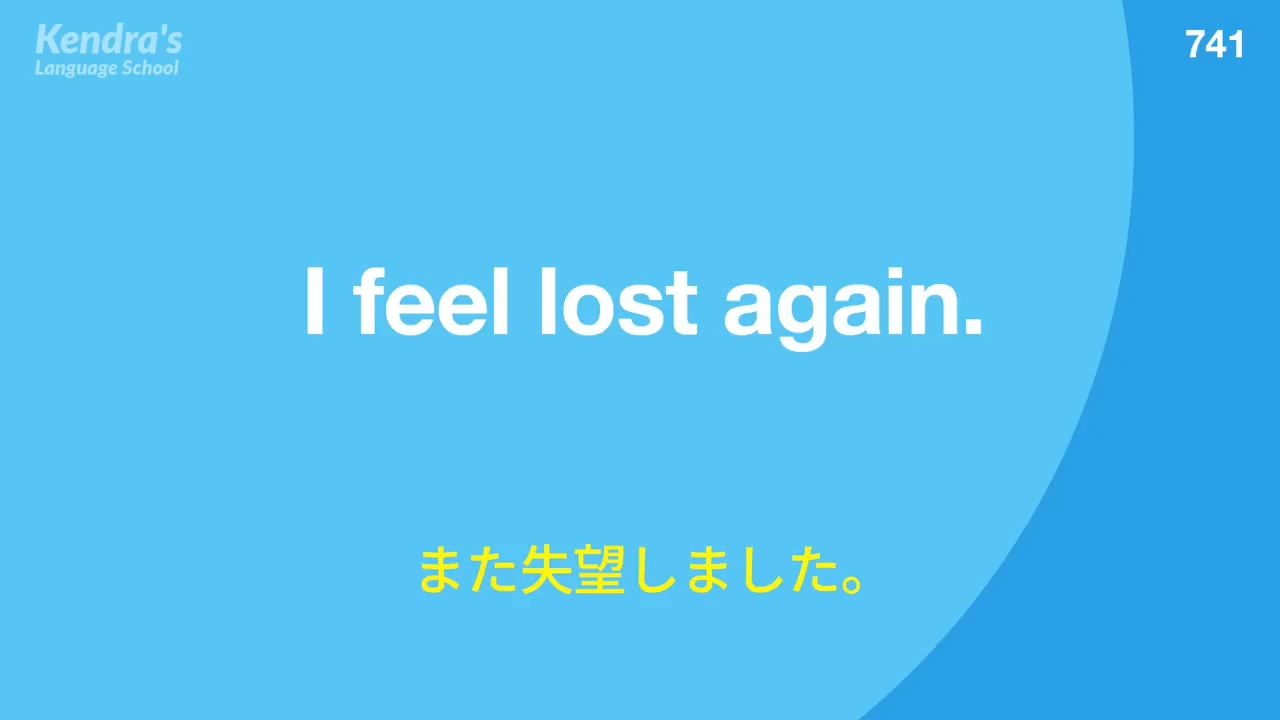 Kendra's
Language School
741
I feel lost again.
また失望しました。